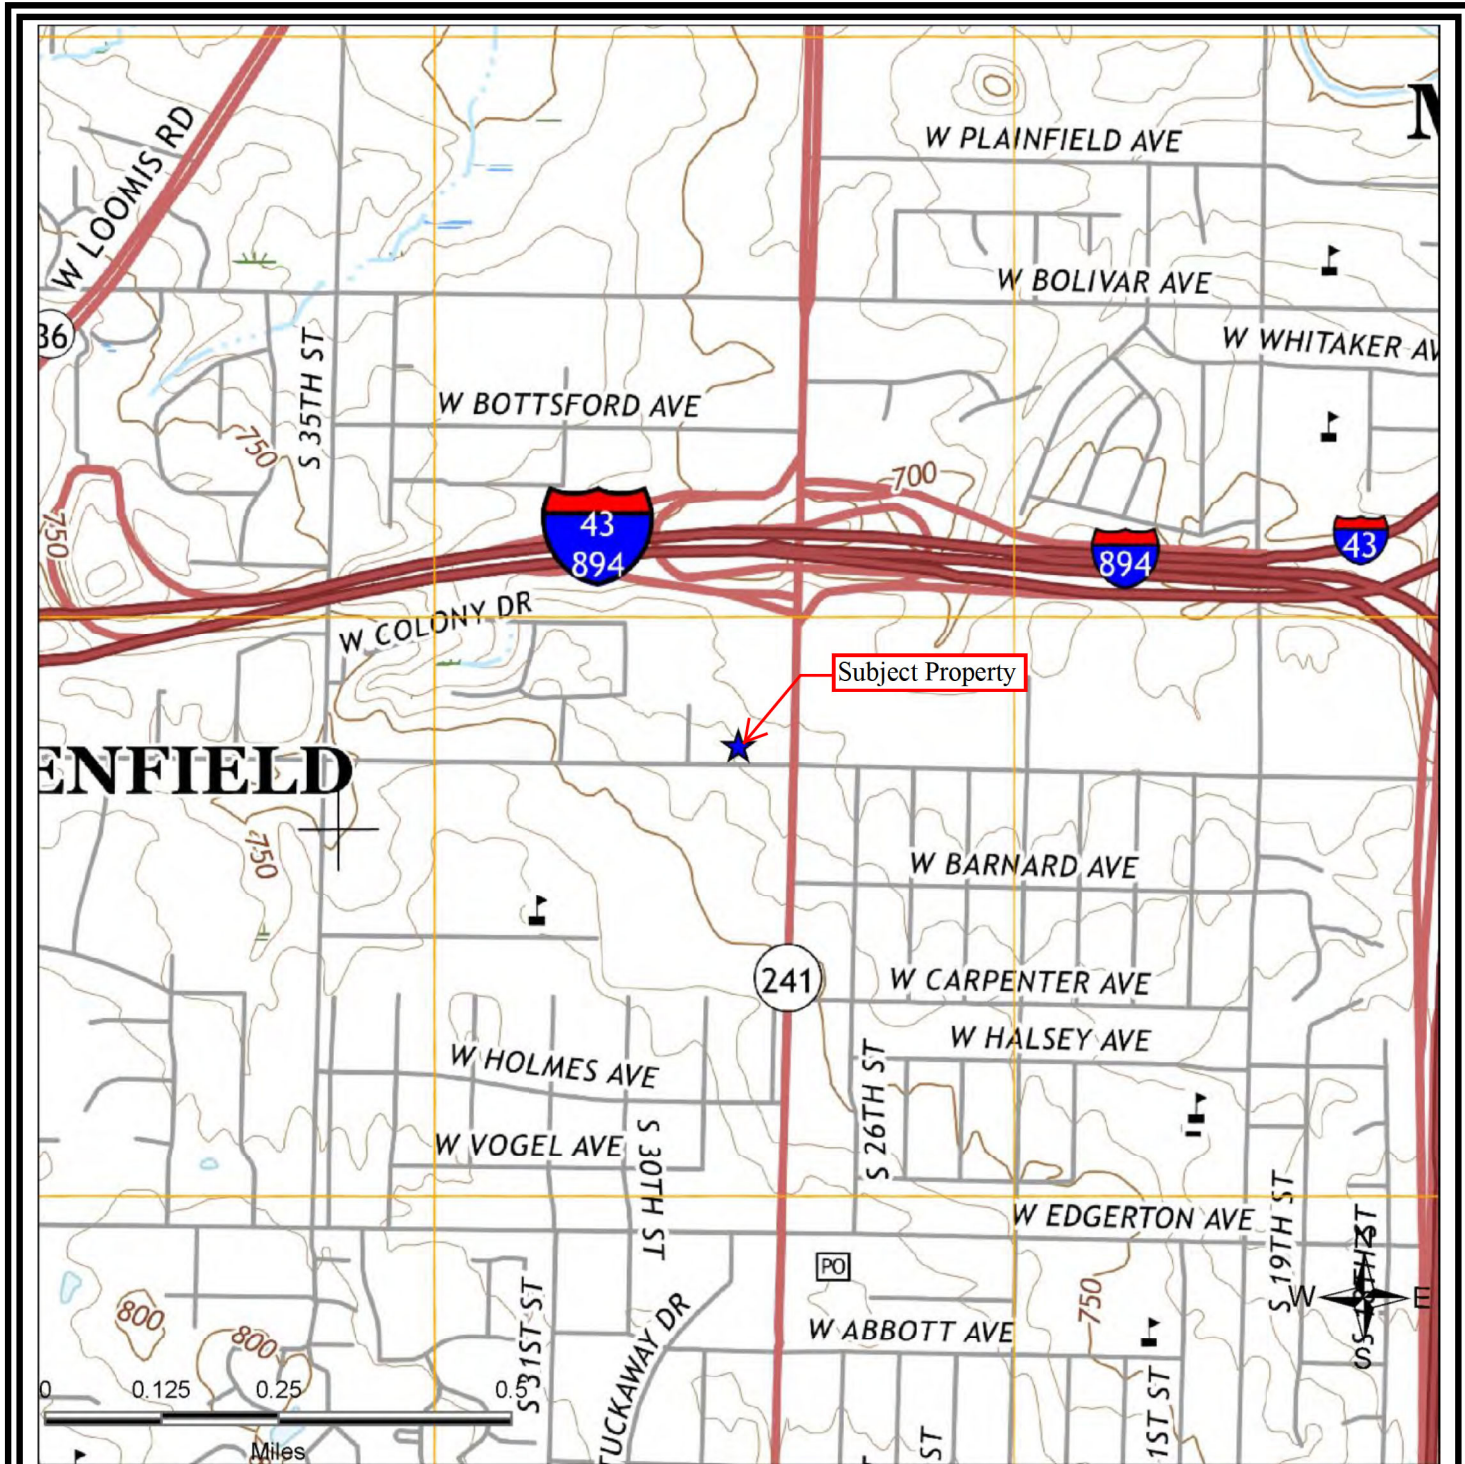 M
W PLAINFIELD AVE
W LOOMIS RD
W BOLIVAR AVE
36
W WHITAKER AV
S 35TH ST
W BOTTSFORD AVE
750
700
43
894
750
894
43
W COLONY DR
Subject Property
ENFIELD
750
W BARNARD AVE
241
W CARPENTER AVE
W HALSEY AVE
W HOLMES AVE
S 26TH ST
W VOGEL AVE
S 30TH ST
W EDGERTON AVE
S 19TH ST
PO
N
W
E
S
800
800
750
S 31ST ST
W ABBOTT AVE
TUCKAWAY DR
0
0.125
0.25
0.5
Miles
1ST ST
ST